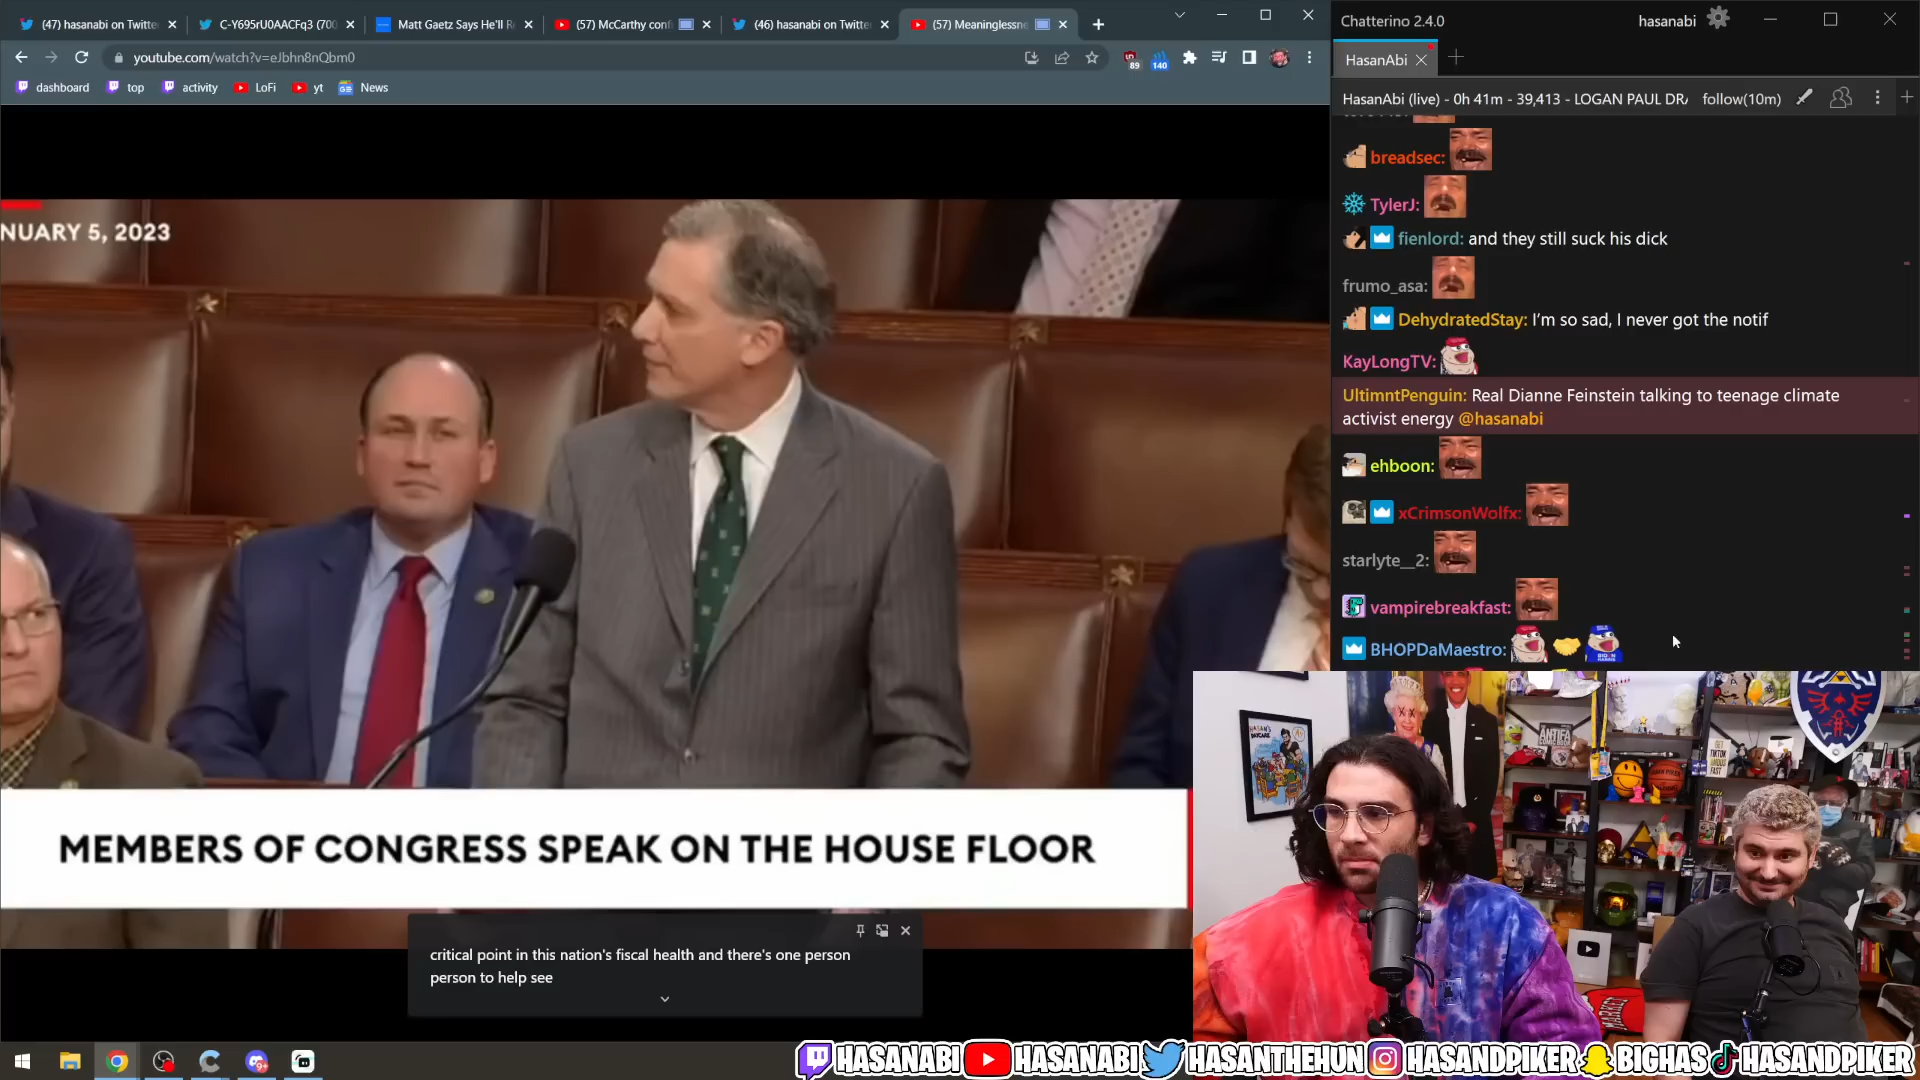 (47) hasanabi on Twitte
C-Y695rU0AACFq3 (700
Matt Gaetz Says He'll R
(57) McCarthy conf
(46) hasanabi on Twitte
(57) Meaninglessne
youtube.com/watch?v=eJbhn8nQbm0
89
140
dashboard
top
activity
LoFi
yt
News
NUARY 5, 2023
MEMBERS OF CONGRESS SPEAK ON THE HOUSE FLOOR
critical point in this nation's fiscal health and there's one person
person to help see
Chatterino 2.4.0
hasanabi
HasanAbi
HasanAbi (live) - 0h 41m - 39,413 - LOGAN PAUL DRA
follow(10m)
breadsec:
TylerJ:
fienlord: and they still suck his dick
frumo_asa:
DehydratedStay: I'm so sad, I never got the notif
KayLongTV:
UltimntPenguin: Real Dianne Feinstein talking to teenage climate
activist energy @hasanabi
ehboon:
xCrimsonWolfx:
starlyte__2:
vampirebreakfast:
BHOPDaMaestro:
ANTIFA
HASANABI
HASANABI
HASANTHEHUN
HASANDPIKER
BIGHAS
HASANDPIKER